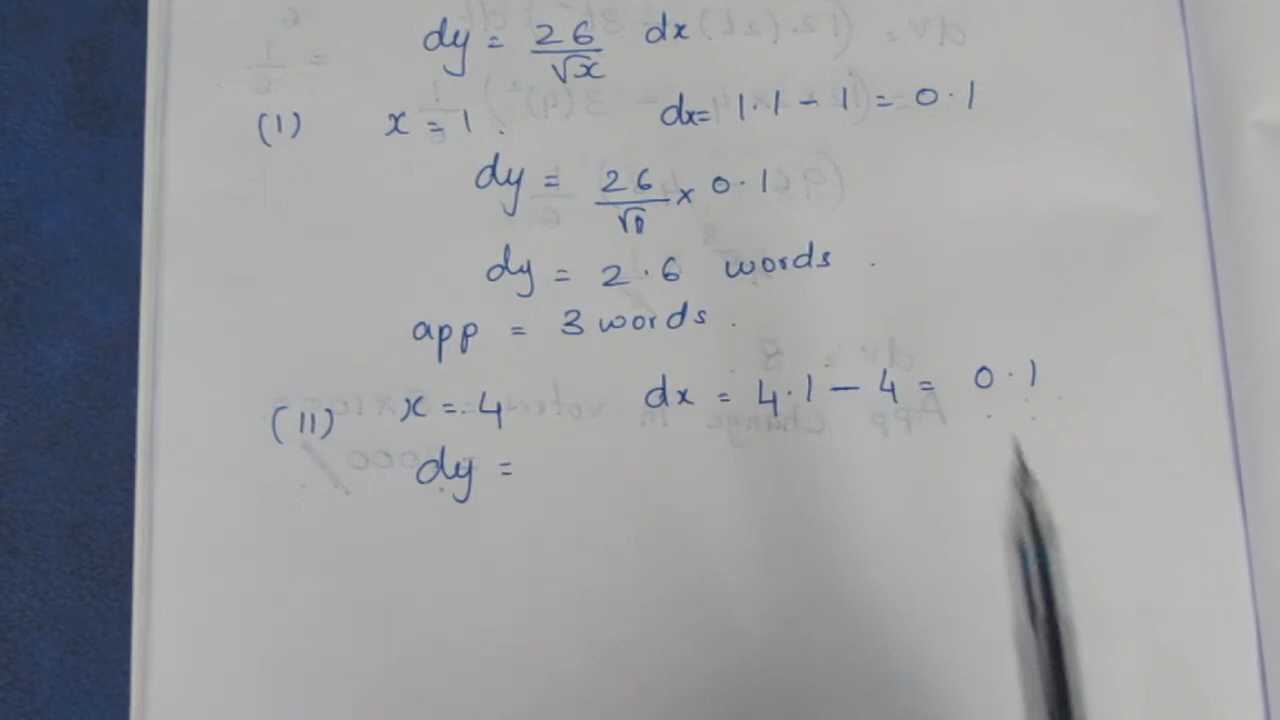 dy = 26/√x dx
(I) x = 1. dx = 1.1 - 1 = 0.1
dy = 26/√1 x 0.1
dy = 2.6 words.
app = 3 words.
(II) x = 4 dx = 4.1 - 4 = 0.1
dy =